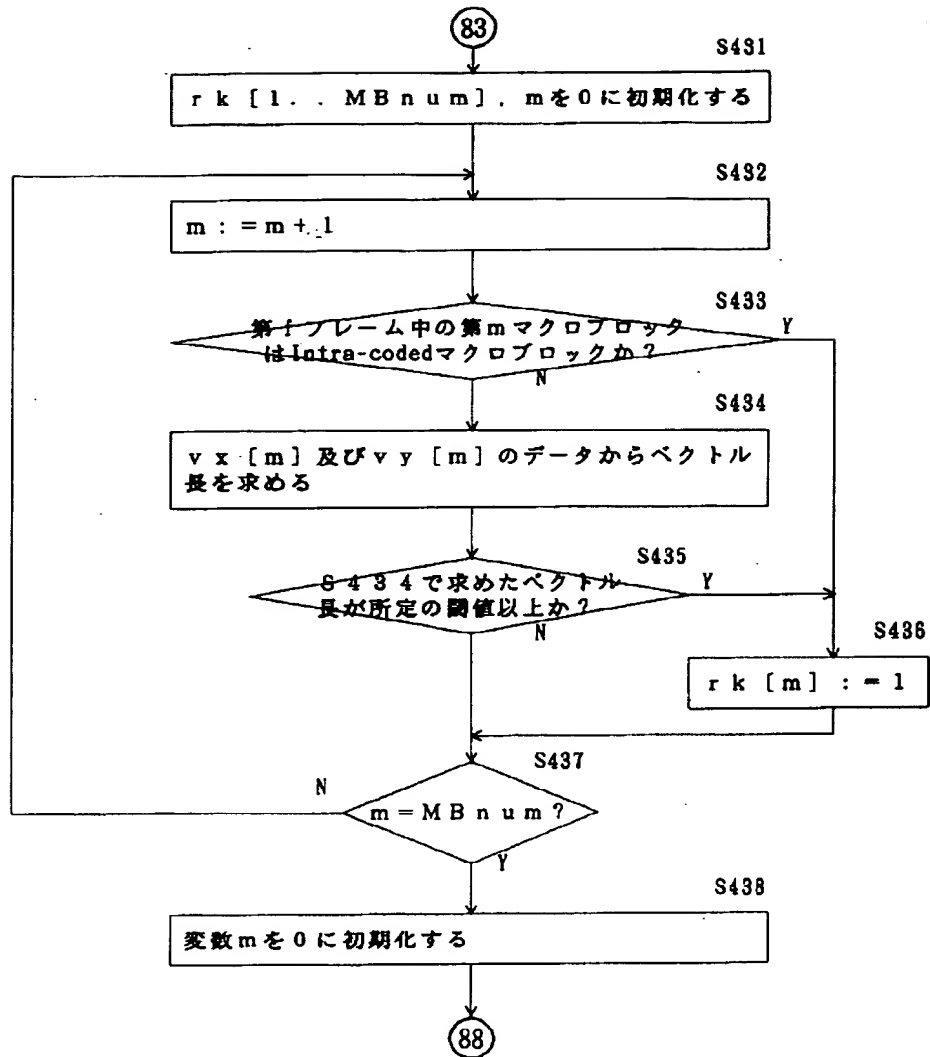 83
S431
rk[1..MBnum], mを0に初期化する
S432
m:=m+1
S433
第fフレーム中の第mマクロブロック
はIntra-codedマクロブロックか?
Y
N
S434
vx[m]及びvy[m]のデータからベクトル
長を求める
S435
S434で求めたベクトル
長が所定の閾値以上か?
Y
N
S436
rk[m]:=1
S437
N
m=MBnum?
Y
S438
変数mを0に初期化する
88